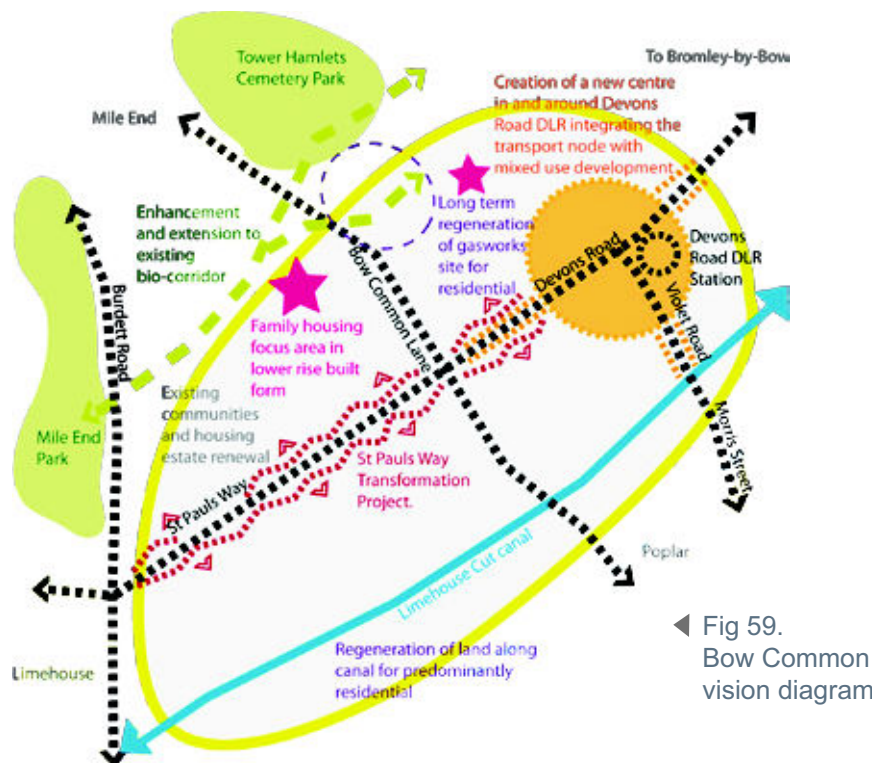 Tower Hamlets
Cemetery Park
To Bromley-by-Bow
Creation of a new centre
in and around Devons
Road DLR integrating the
transport node with
mixed use development
Mile End
Enhancement
and extension to
existing
bio-corridor
Long term
regeneration
of gasworks
site for
residential
Devons Road
Devons
Road DLR
Station
Burdett Road
Bow Common Lane
Violet Road
Family housing
focus area in
lower rise built
form
Existing
communities
and housing
estate renewal
Mile End
Park
St Pauls Way
Transformation
Project.
Morris Street
St Pauls Way
Poplar
Limehouse Cut canal
Limehouse
Regeneration of land along
canal for predominantly
residential
Fig 59.
Bow Common
vision diagram